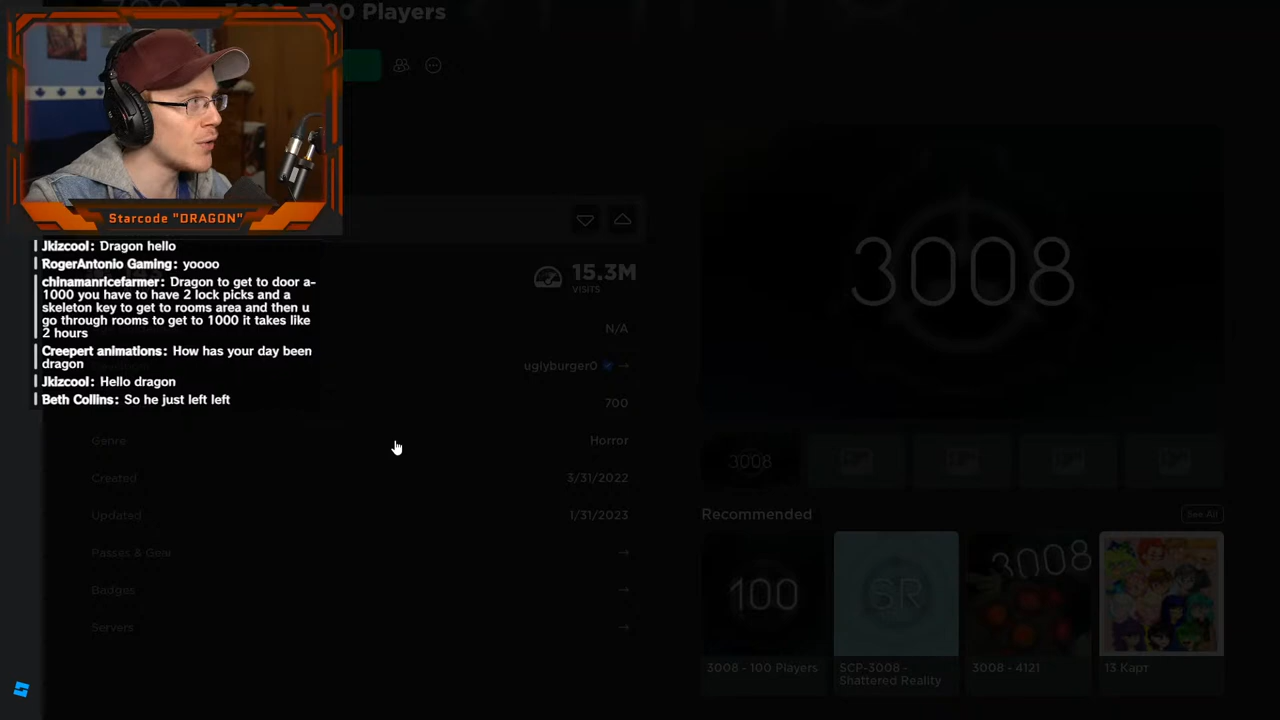 700 Players
Starcode "DRAGON"
Jkizcool: Dragon hello
RogerAntonio Gaming: yoooo
chinamanricefarmer: Dragon to get to door a-
1000 you have to have 2 lock picks and a
skeleton key to get to rooms area and then u
go through rooms to get to 1000 it takes like
2 hours
Creepert animations: How has your day been
dragon
Jkizcool: Hello dragon
Beth Collins: So he just left left
15.3M
VISITS
N/A
uglyburger0 →
700
Genre Horror
Created 3/31/2022
Updated 1/31/2023
Passes & Gear →
Badges →
Servers →
3008
3008
Recommended See All
100
SR
3008
3008 - 100 Players
SCP-3008 -
Shattered Reality
3008 - 4121
13 Карт